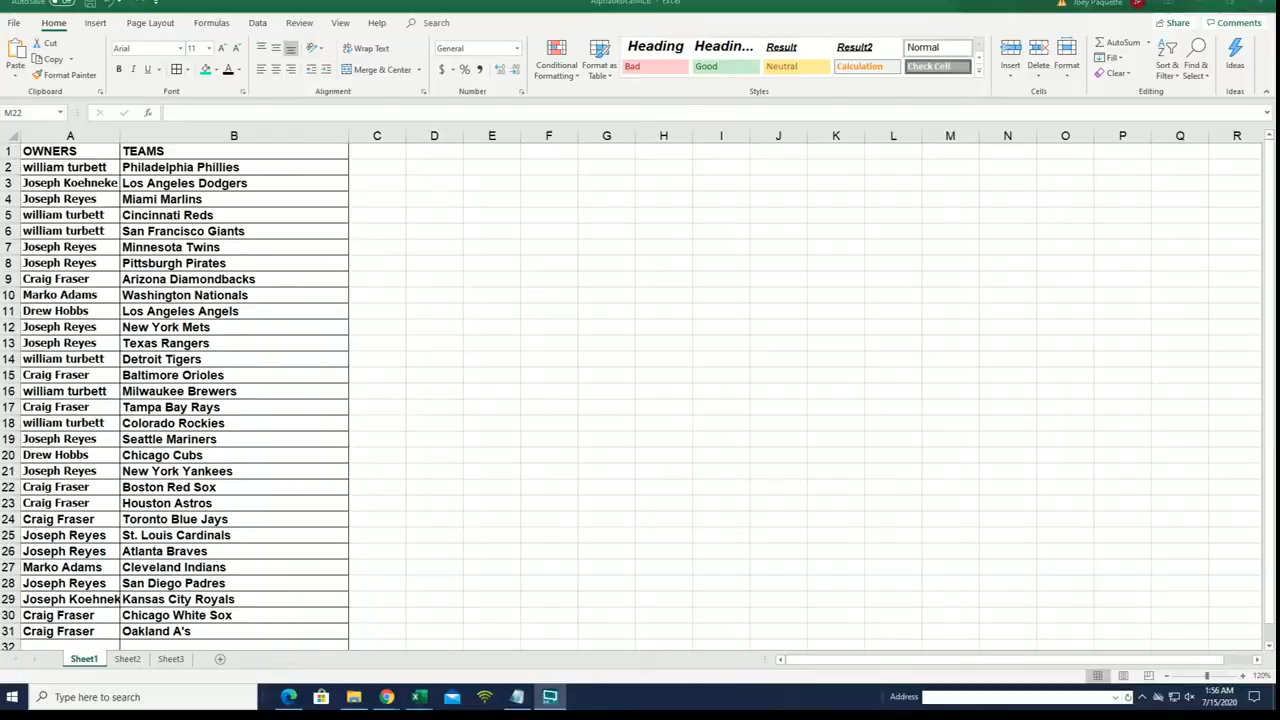 AutoSave Off AlphabeticalMLB - Excel Joey Paquette JP
File Home Insert Page Layout Formulas Data Review View Help Search Share Comments
Cut Arial 11 Wrap Text General Heading Headin... Result Result2 Normal AutoSum
Paste Copy Conditional Formatting Format as Table Insert Delete Format Fill Sort & Filter Find & Select Ideas
Format Painter B I U A Merge & Center $ % Bad Good Neutral Calculation Check Cell Clear
Clipboard Font Alignment Number Styles Cells Editing Ideas
M22 fx
A B C D E F G H I J K L M N O P Q R
1 OWNERS TEAMS
2 william turbett Philadelphia Phillies
3 Joseph Koehneke Los Angeles Dodgers
4 Joseph Reyes Miami Marlins
5 william turbett Cincinnati Reds
6 william turbett San Francisco Giants
7 Joseph Reyes Minnesota Twins
8 Joseph Reyes Pittsburgh Pirates
9 Craig Fraser Arizona Diamondbacks
10 Marko Adams Washington Nationals
11 Drew Hobbs Los Angeles Angels
12 Joseph Reyes New York Mets
13 Joseph Reyes Texas Rangers
14 william turbett Detroit Tigers
15 Craig Fraser Baltimore Orioles
16 william turbett Milwaukee Brewers
17 Craig Fraser Tampa Bay Rays
18 william turbett Colorado Rockies
19 Joseph Reyes Seattle Mariners
20 Drew Hobbs Chicago Cubs
21 Joseph Reyes New York Yankees
22 Craig Fraser Boston Red Sox
23 Craig Fraser Houston Astros
24 Craig Fraser Toronto Blue Jays
25 Joseph Reyes St. Louis Cardinals
26 Joseph Reyes Atlanta Braves
27 Marko Adams Cleveland Indians
28 Joseph Reyes San Diego Padres
29 Joseph Koehnek Kansas City Royals
30 Craig Fraser Chicago White Sox
31 Craig Fraser Oakland A's
32
Sheet1 Sheet2 Sheet3
120%
Type here to search Address 1:56 AM
7/15/2020